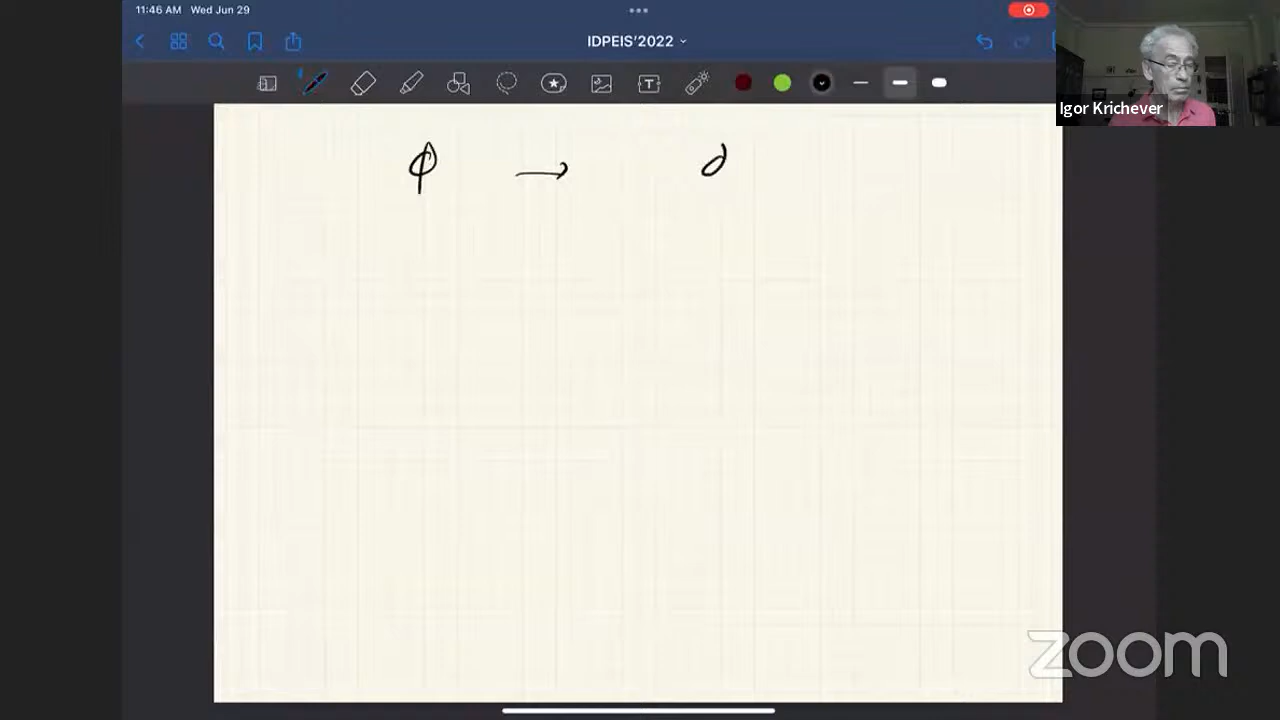 11:46 AM Wed Jun 29
IDPEIS'2022
Igor Krichever
ϕ → ∂
zoom